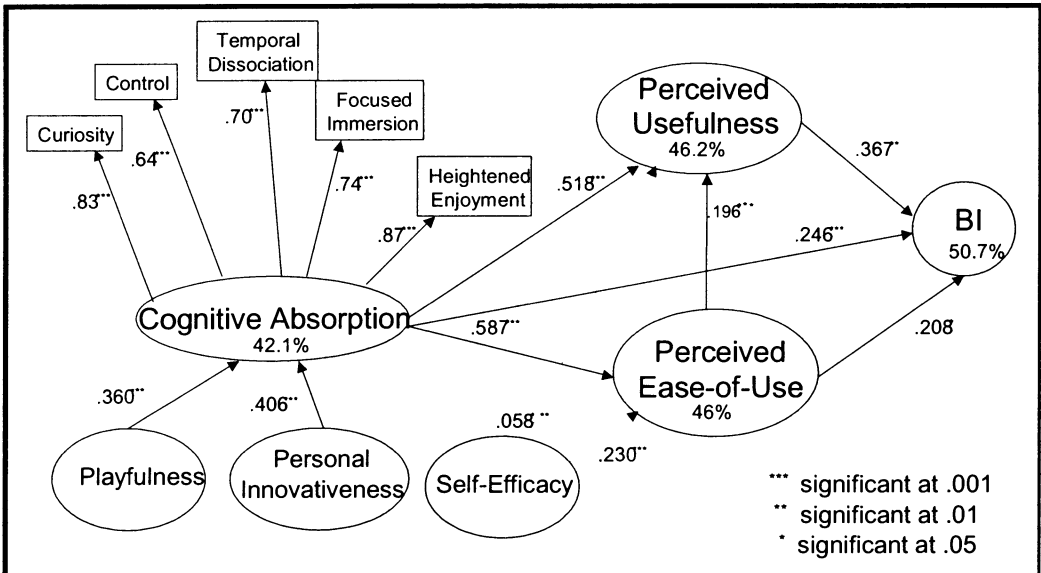 Temporal
Dissociation
Control
Focused
Immersion
Curiosity
Heightened
Enjoyment
.83***
.64***
.70***
.74***
.87***
Perceived
Usefulness
46.2%
.367*
.518***
.196***
.246***
BI
50.7%
Cognitive Absorption
42.1%
.587***
Perceived
Ease-of-Use
46%
.208
.360***
.406***
.058 **
.230***
Playfulness
Personal
Innovativeness
Self-Efficacy
*** significant at .001
** significant at .01
* significant at .05